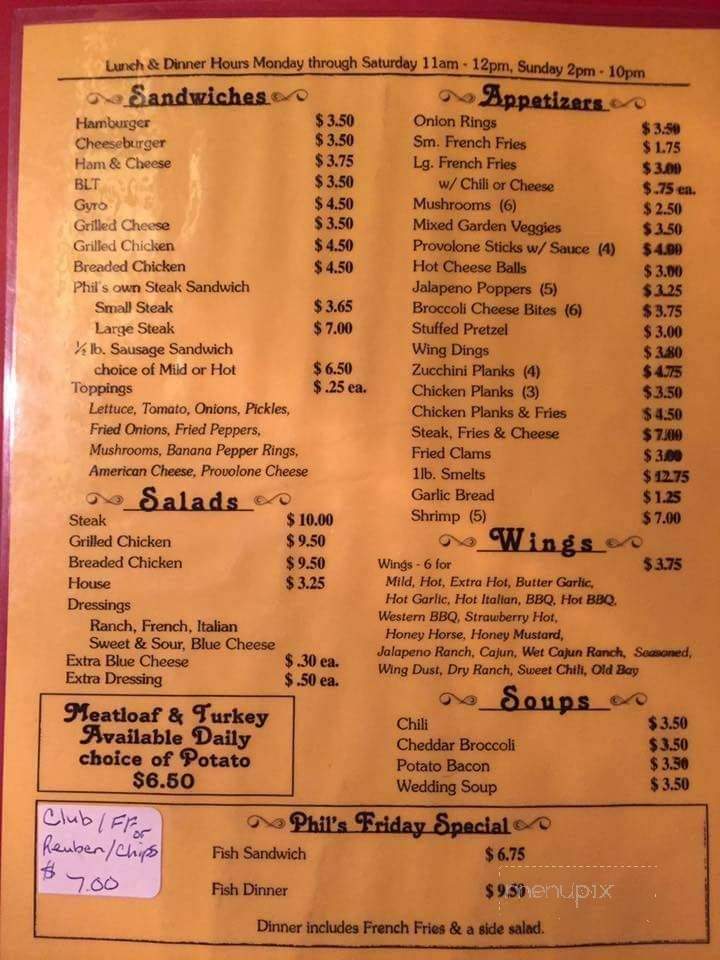 Lunch & Dinner Hours Monday through Saturday 11am - 12pm, Sunday 2pm - 10pm
Sandwiches
Hamburger $ 3.50
Cheeseburger $ 3.50
Ham & Cheese $ 3.75
BLT $ 3.50
Gyro $ 4.50
Grilled Cheese $ 3.50
Grilled Chicken $ 4.50
Breaded Chicken $ 4.50
Phil's own Steak Sandwich
Small Steak $ 3.65
Large Steak $ 7.00
½ lb. Sausage Sandwich
choice of Mild or Hot $ 6.50
Toppings $ .25 ea.
Lettuce, Tomato, Onions, Pickles,
Fried Onions, Fried Peppers,
Mushrooms, Banana Pepper Rings,
American Cheese, Provolone Cheese
Salads
Steak $ 10.00
Grilled Chicken $ 9.50
Breaded Chicken $ 9.50
House $ 3.25
Dressings
Ranch, French, Italian
Sweet & Sour, Blue Cheese
Extra Blue Cheese $ .30 ea.
Extra Dressing $ .50 ea.
Meatloaf & Turkey
Available Daily
choice of Potato
$6.50
Appetizers
Onion Rings $ 3.50
Sm. French Fries $ 1.75
Lg. French Fries $ 3.00
w/ Chili or Cheese $ .75 ea.
Mushrooms (6) $ 2.50
Mixed Garden Veggies $ 3.50
Provolone Sticks w/ Sauce (4) $ 4.00
Hot Cheese Balls $ 3.00
Jalapeno Poppers (5) $ 3.25
Broccoli Cheese Bites (6) $ 3.75
Stuffed Pretzel $ 3.00
Wing Dings $ 3.80
Zucchini Planks (4) $ 4.75
Chicken Planks (3) $ 3.50
Chicken Planks & Fries $ 4.50
Steak, Fries & Cheese $ 7.00
Fried Clams $ 3.00
1lb. Smelts $ 12.75
Garlic Bread $ 1.25
Shrimp (5) $ 7.00
Wings
Wings - 6 for $ 3.75
Mild, Hot, Extra Hot, Butter Garlic,
Hot Garlic, Hot Italian, BBQ, Hot BBQ,
Western BBQ, Strawberry Hot,
Honey Horse, Honey Mustard,
Jalapeno Ranch, Cajun, Wet Cajun Ranch, Seasoned,
Wing Dust, Dry Ranch, Sweet Chili, Old Bay
Soups
Chili $ 3.50
Cheddar Broccoli $ 3.50
Potato Bacon $ 3.50
Wedding Soup $ 3.50
Club / FF or
Reuben / Chips
$ 7.00
Phil's Friday Special
Fish Sandwich $ 6.75
Fish Dinner $ 9.50
Dinner includes French Fries & a side salad.
menupix